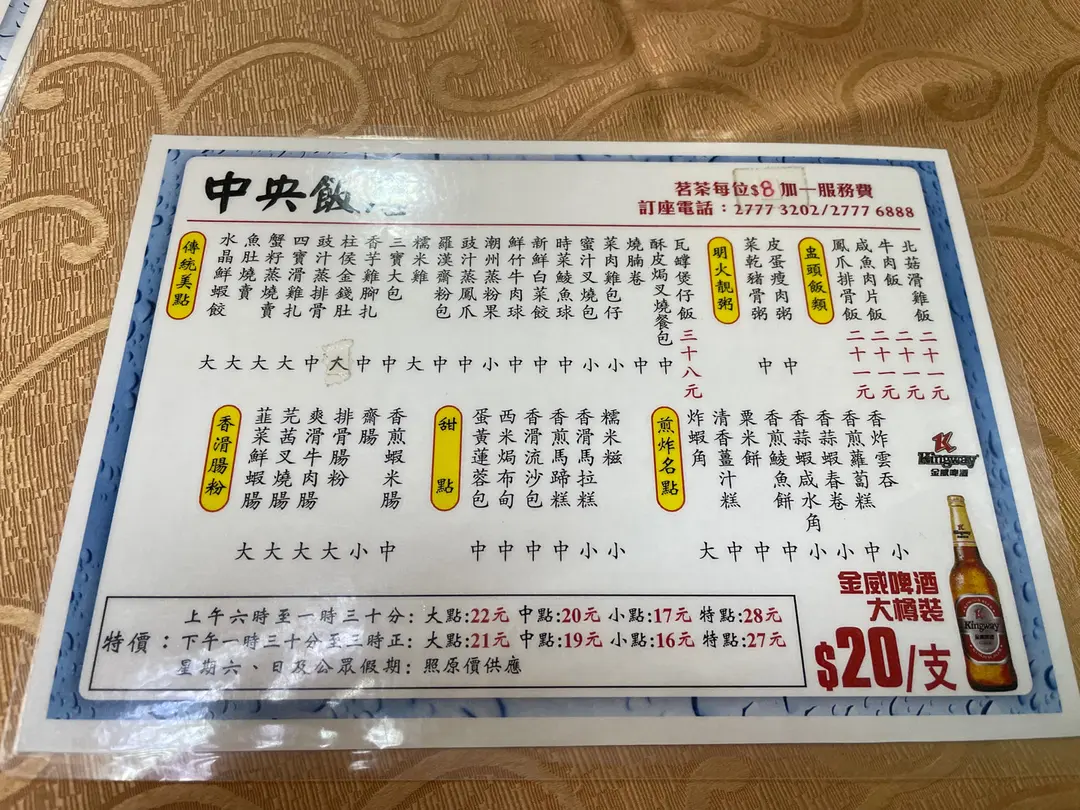 中央飯
茗茶每位$8加一服務費
訂座電話：2777 3202/2777 6888
傳統美點
水晶鮮蝦餃 大
魚肚燒賣 大
蟹籽蒸燒賣 大
四寶滑雞扎 大
豉汁蒸排骨 中
柱侯金錢肚 大
香芋雞腳扎 中
三寶大包 中
糯米雞 大
羅漢齋粉包 中
豉汁蒸鳳爪 中
潮州蒸粉果 小
鮮竹牛肉球 中
新鮮白菜餃 中
時菜鯪魚球 中
蜜汁叉燒包 小
菜肉雞包仔 小
燒腩卷 中
酥皮焗叉燒餐包 中
瓦罉煲仔飯 三十八元
明火靚粥
菜乾豬骨粥 中
皮蛋瘦肉粥 中
盅頭飯類
鳳爪排骨飯 二十一元
咸魚肉片飯 二十一元
牛肉飯 二十一元
北菇滑雞飯 二十一元
香滑腸粉
韮菜鮮蝦腸 大
芫茜叉燒腸 大
爽滑牛肉腸 大
排骨腸粉 大
齋腸 小
香煎蝦米腸 中
甜點
蛋黃蓮蓉包 中
西米焗布甸 中
香滑流沙包 中
香煎馬蹄糕 中
香滑馬拉糕 小
糯米糍 小
煎炸名點
炸蝦角 大
清香薑汁糕 中
粟米餅 中
香煎鯪魚餅 中
香蒜蝦咸水角 小
香蒜蝦春卷 小
香煎蘿蔔糕 中
香炸雲吞 小
Kingway
金威啤酒
特價：
上午六時至一時三十分: 大點:22元 中點:20元 小點:17元 特點:28元
下午一時三十分至三時正: 大點:21元 中點:19元 小點:16元 特點:27元
星期六、日及公眾假期: 照原價供應
金威啤酒
大樽裝
$20/支
Kingway